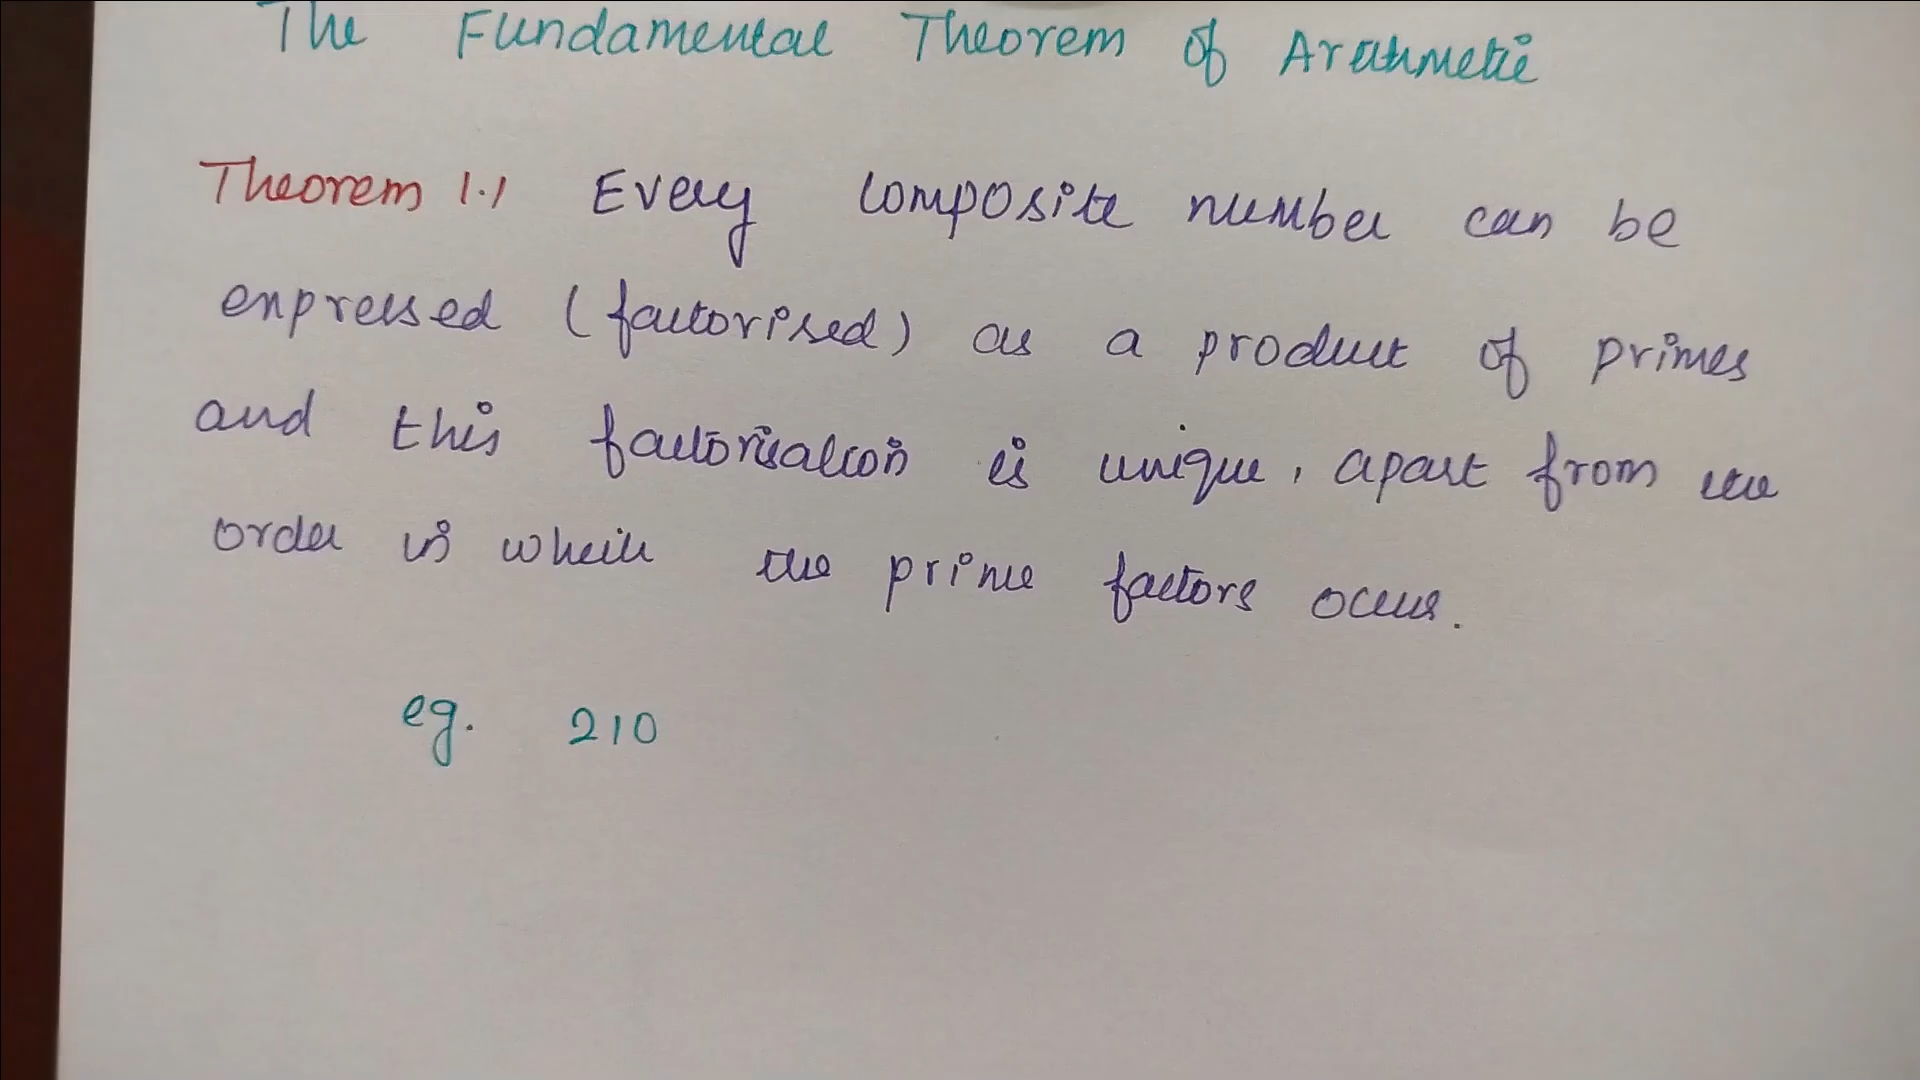 The Fundamental Theorem of Arithmetic
Theorem 1.1 Every composite number can be
expressed (factorised) as a product of primes
and this factorisation is unique, apart from the
order in which the prime factors occur.
eg. 210